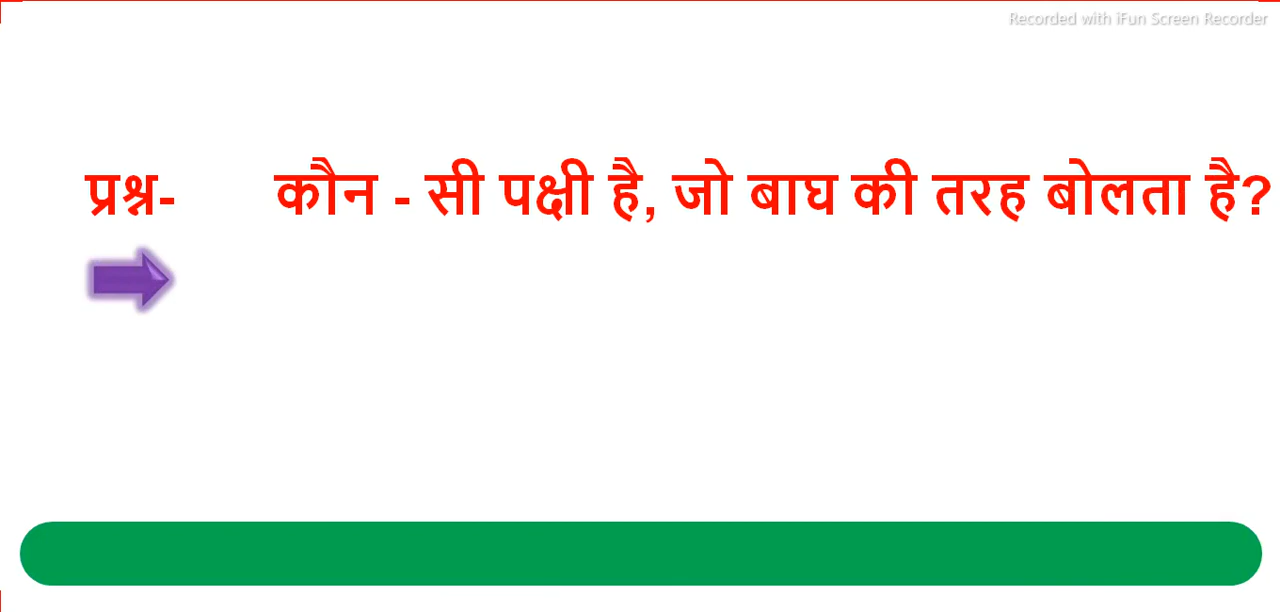 Recorded with iFun Screen Recorder
प्रश्न- कौन - सी पक्षी है, जो बाघ की तरह बोलता है?